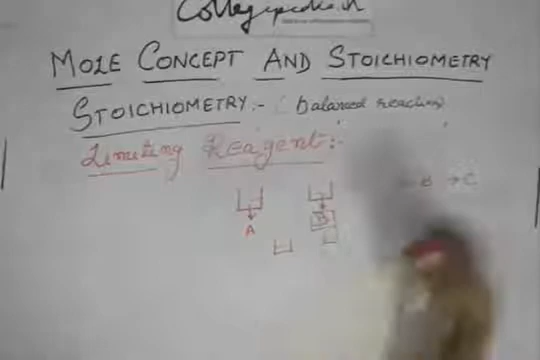 Collegepedia.in
MOLE CONCEPT AND STOICHIOMETRY
STOICHIOMETRY:- (balanced reaction)
Limiting Reagent:-
B → C
A B